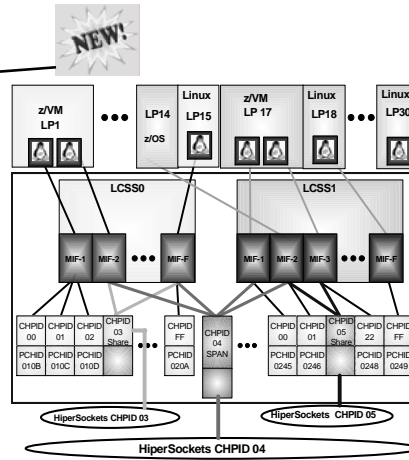 NEW!
z/VM
LP1
LP14
z/OS
Linux
LP15
z/VM
LP 17
Linux
LP18
Linux
LP30
LCSS0
LCSS1
MIF-1
MIF-2
MIF-F
MIF-1
MIF-2
MIF-3
MIF-F
CHPID
00
CHPID
01
CHPID
02
CHPID
03
Share
CHPID
FF
CHPID
04
SPAN
CHPID
00
CHPID
01
CHPID
05
Share
CHPID
22
CHPID
FF
PCHID
010B
PCHID
010C
PCHID
010D
PCHID
020A
PCHID
0245
PCHID
0246
PCHID
0248
PCHID
0249
HiperSockets CHPID 03
HiperSockets CHPID 05
HiperSockets CHPID 04